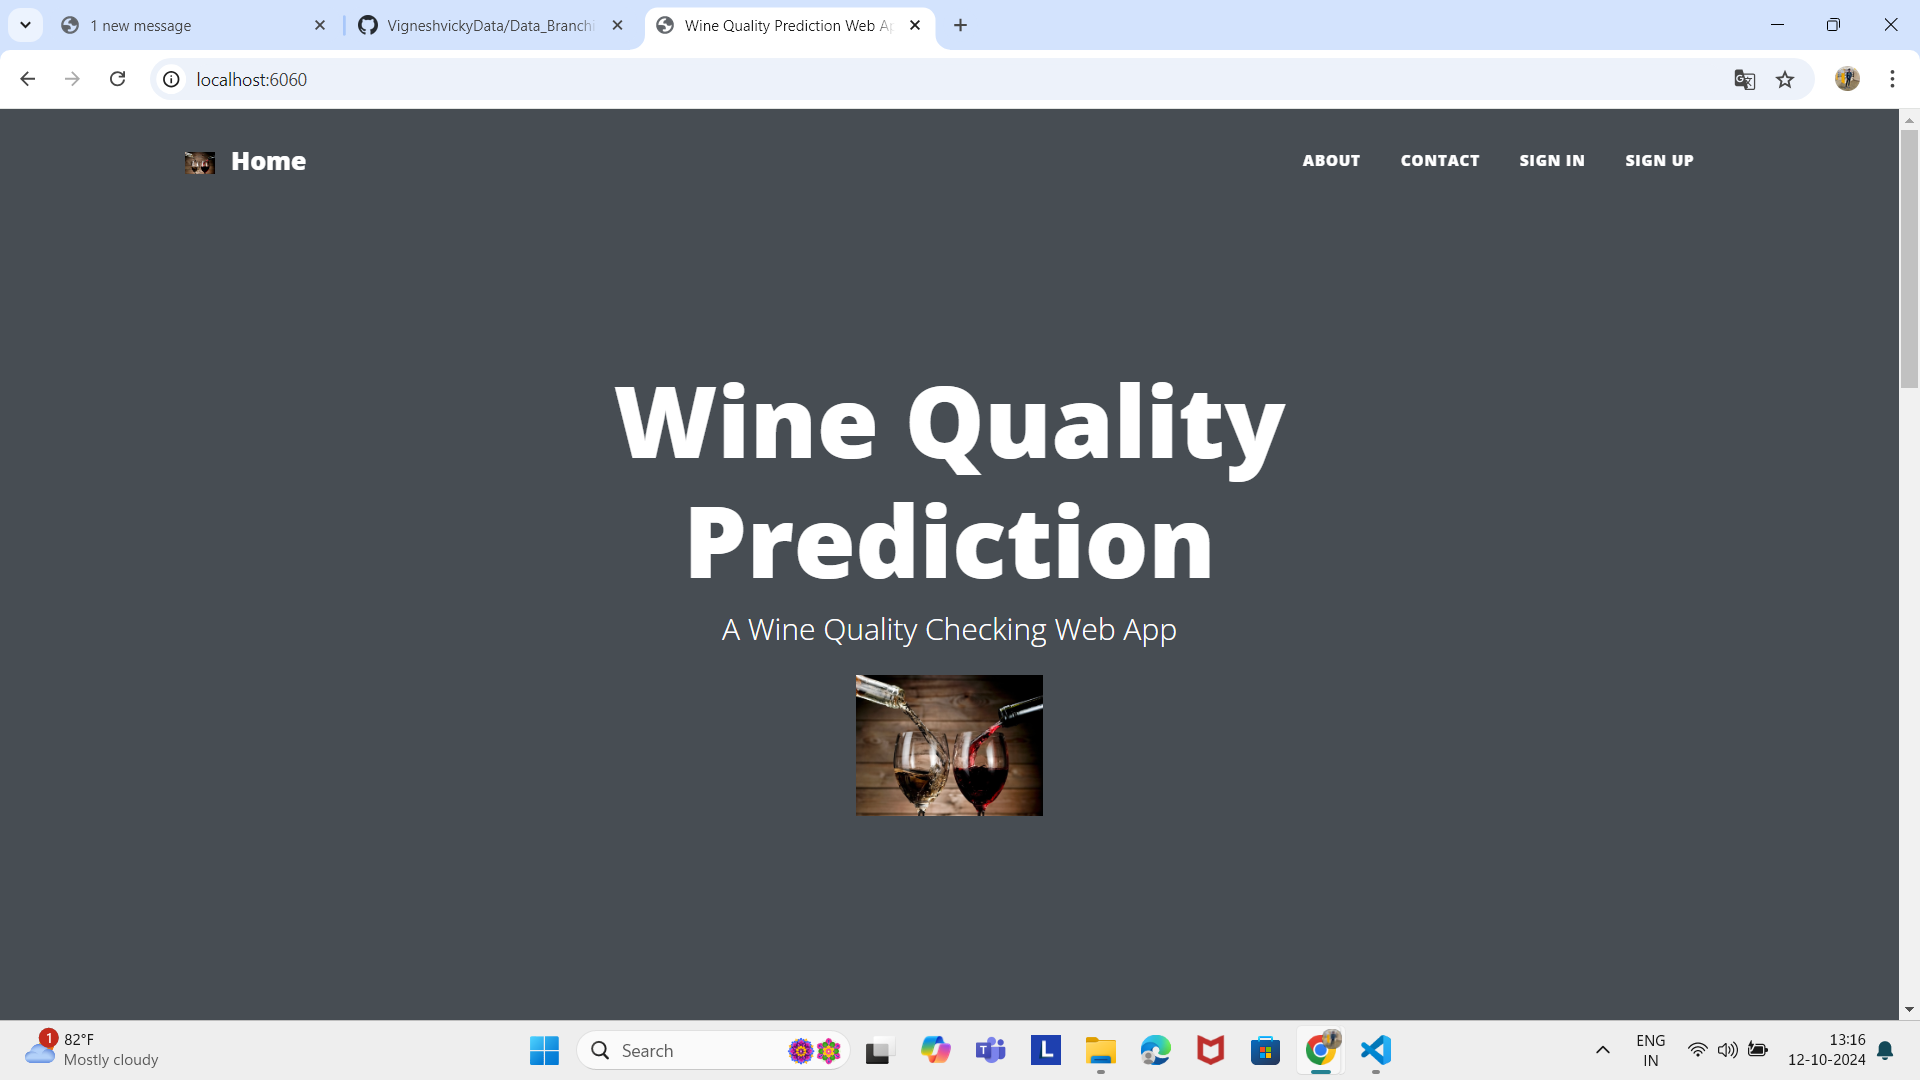 1 new message
VigneshvickyData/Data_Branchi
Wine Quality Prediction Web Ap
localhost:6060
Home
ABOUT
CONTACT
SIGN IN
SIGN UP
Wine Quality
Prediction
A Wine Quality Checking Web App
1
82°F
Mostly cloudy
Search
L
ENG
IN
13:16
12-10-2024